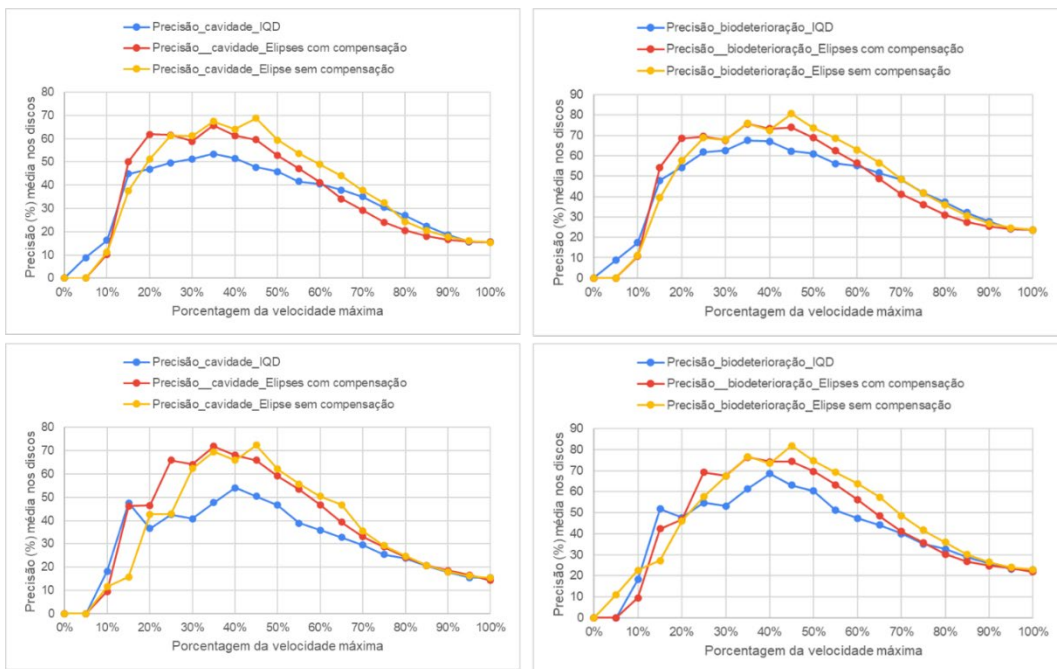 Precisão_cavidade_IQD
Precisão__cavidade_Elipses com compensação
Precisão_cavidade_Elipse sem compensação
Precisão (%) média nos discos
80
70
60
50
40
30
20
10
0
0% 10% 20% 30% 40% 50% 60% 70% 80% 90% 100%
Porcentagem da velocidade máxima
Precisão_biodeterioração_IQD
Precisão__biodeterioração_Elipses com compensação
Precisão_biodeterioração_Elipse sem compensação
Precisão (%) média nos discos
90
80
70
60
50
40
30
20
10
0
0% 10% 20% 30% 40% 50% 60% 70% 80% 90% 100%
Porcentagem da velocidade máxima
Precisão_cavidade_IQD
Precisão__cavidade_Elipses com compensação
Precisão_cavidade_Elipse sem compensação
Precisão (%) média nos discos
80
70
60
50
40
30
20
10
0
0% 10% 20% 30% 40% 50% 60% 70% 80% 90% 100%
Porcentagem da velocidade máxima
Precisão_biodeterioração_IQD
Precisão__biodeterioração_Elipses com compensação
Precisão_biodeterioração_Elipse sem compensação
Precisão (%) média nos discos
90
80
70
60
50
40
30
20
10
0
0% 10% 20% 30% 40% 50% 60% 70% 80% 90% 100%
Porcentagem da velocidade máxima